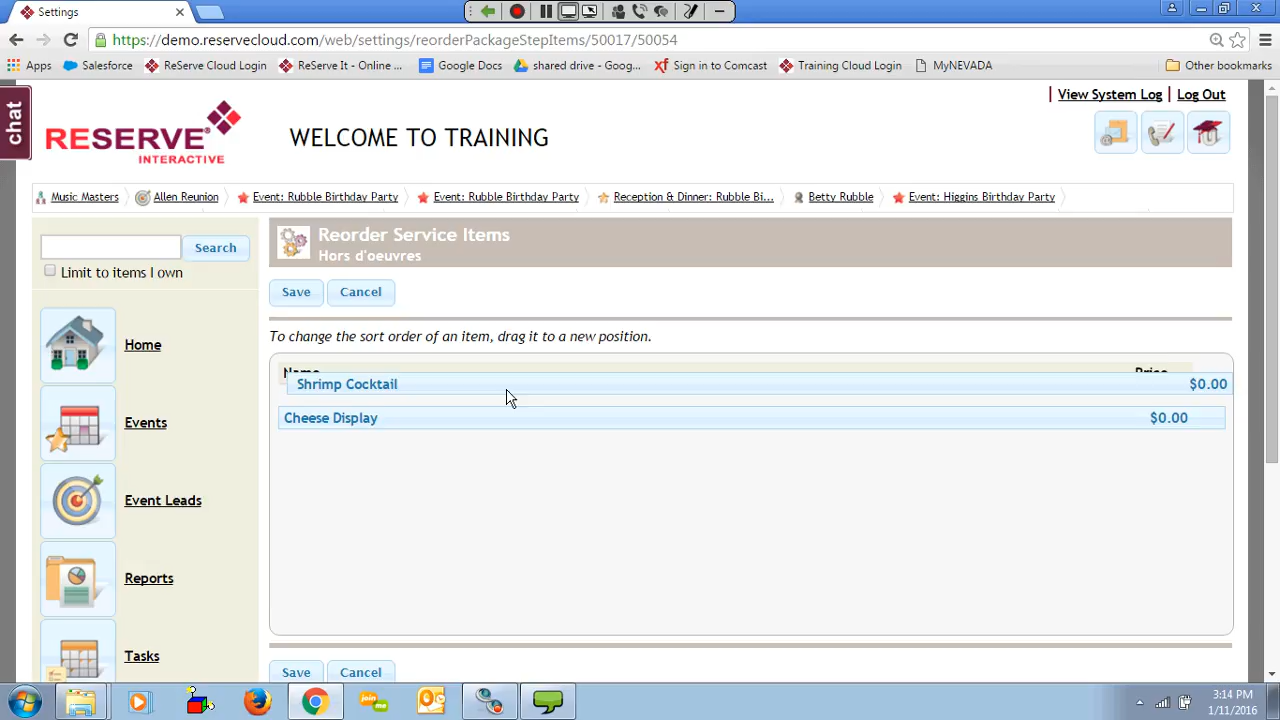 Settings
https://demo.reservecloud.com/web/settings/reorderPackageStepItems/50017/50054
Apps Salesforce ReServe Cloud Login ReServe It - Online ... Google Docs shared drive - Goog... Sign in to Comcast Training Cloud Login MyNEVADA Other bookmarks
View System Log Log Out
chat
RESERVE®
INTERACTIVE
WELCOME TO TRAINING
Music Masters Allen Reunion Event: Rubble Birthday Party Event: Rubble Birthday Party Reception & Dinner: Rubble Bi... Betty Rubble Event: Higgins Birthday Party
Search
Limit to items I own
Home
Events
Event Leads
Reports
Tasks
Reorder Service Items
Hors d'oeuvres
Save Cancel
To change the sort order of an item, drag it to a new position.
Name Price
Shrimp Cocktail $0.00
Cheese Display $0.00
Save Cancel
3:14 PM
1/11/2016